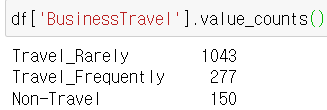 df['BusinessTravel'].value_counts()
Travel_Rarely 1043
Travel_Frequently 277
Non-Travel 150